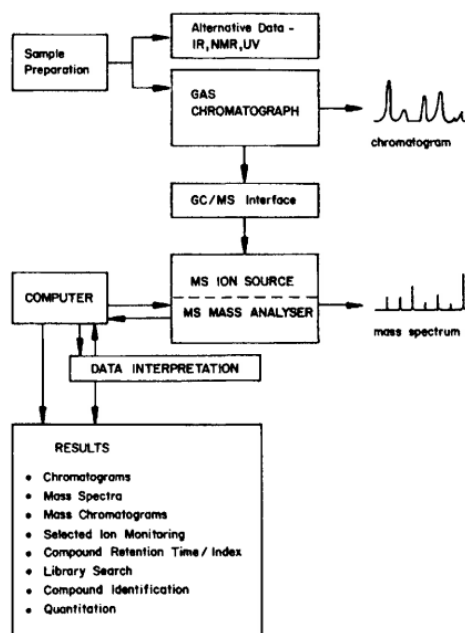 Alternative Data -
IR, NMR, UV
Sample
Preparation
GAS
CHROMATOGRAPH
chromatogram
GC/MS Interface
MS ION SOURCE
COMPUTER
MS MASS ANALYSER
mass spectrum
DATA INTERPRETATION
RESULTS
• Chromatograms
• Mass Spectra
• Mass Chromatograms
• Selected Ion Monitoring
• Compound Retention Time / Index
• Library Search
• Compound Identification
• Quantitation